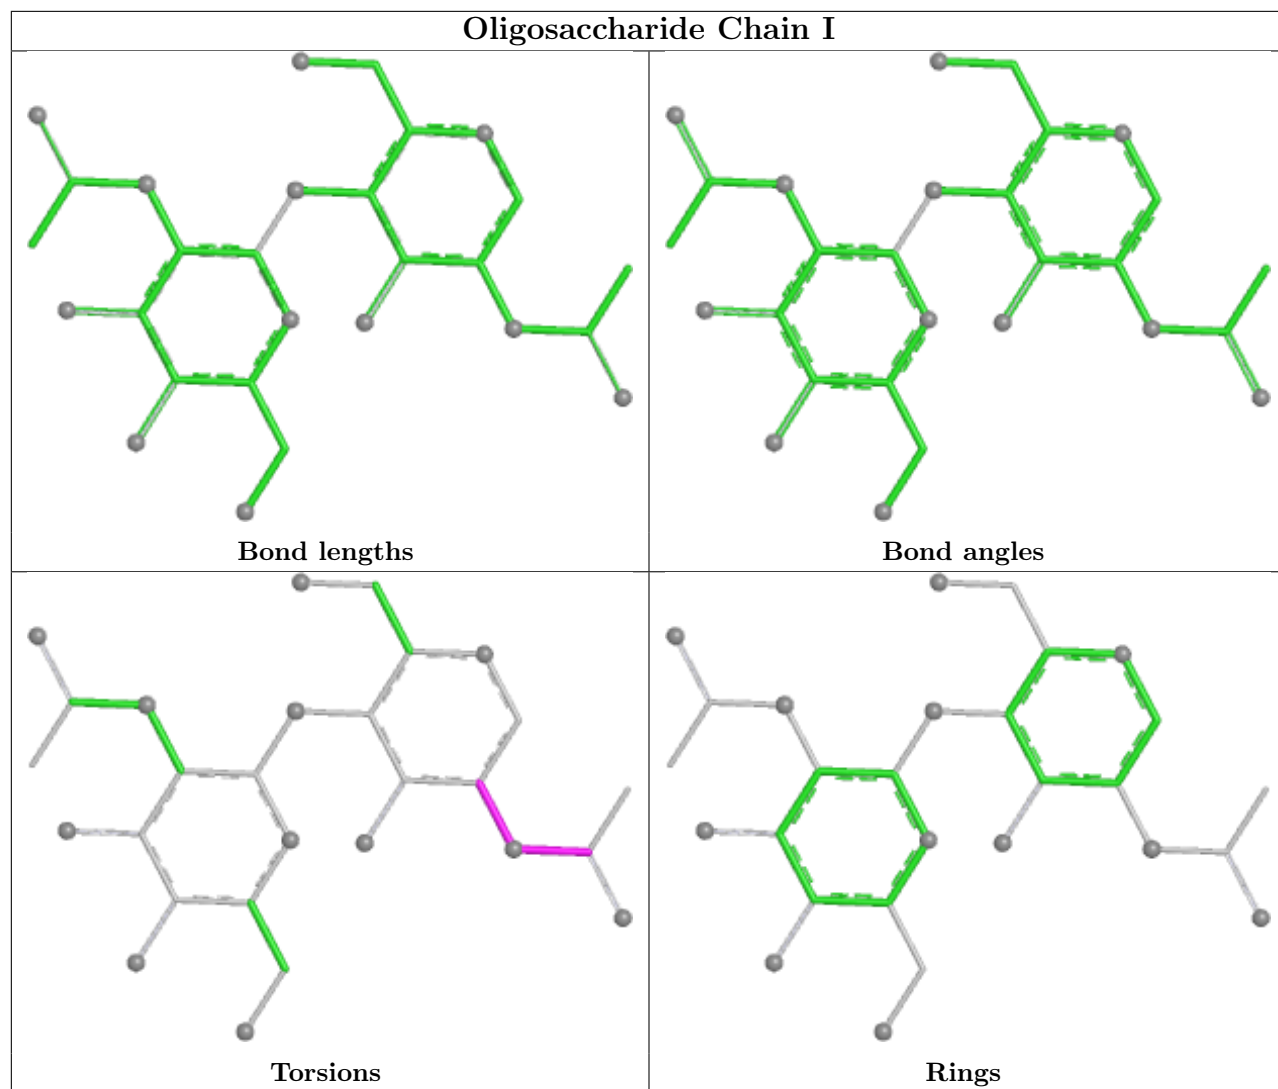 Oligosaccharide Chain I
Bond lengths
Bond angles
Torsions
Rings